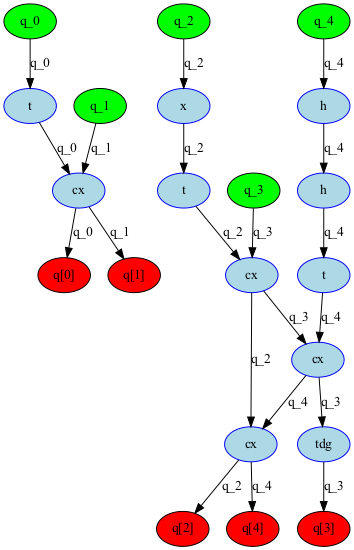 q_0 q_2 q_4
q_0 q_2 q_4
t q_1 x h
q_0 q_1 q_2 q_4
cx t q_3 h
q_0 q_1 q_2 q_3 q_4
q[0] q[1] cx t
q_3 q_4
q_2 cx
q_4 q_3
cx tdg
q_2 q_4 q_3
q[2] q[4] q[3]